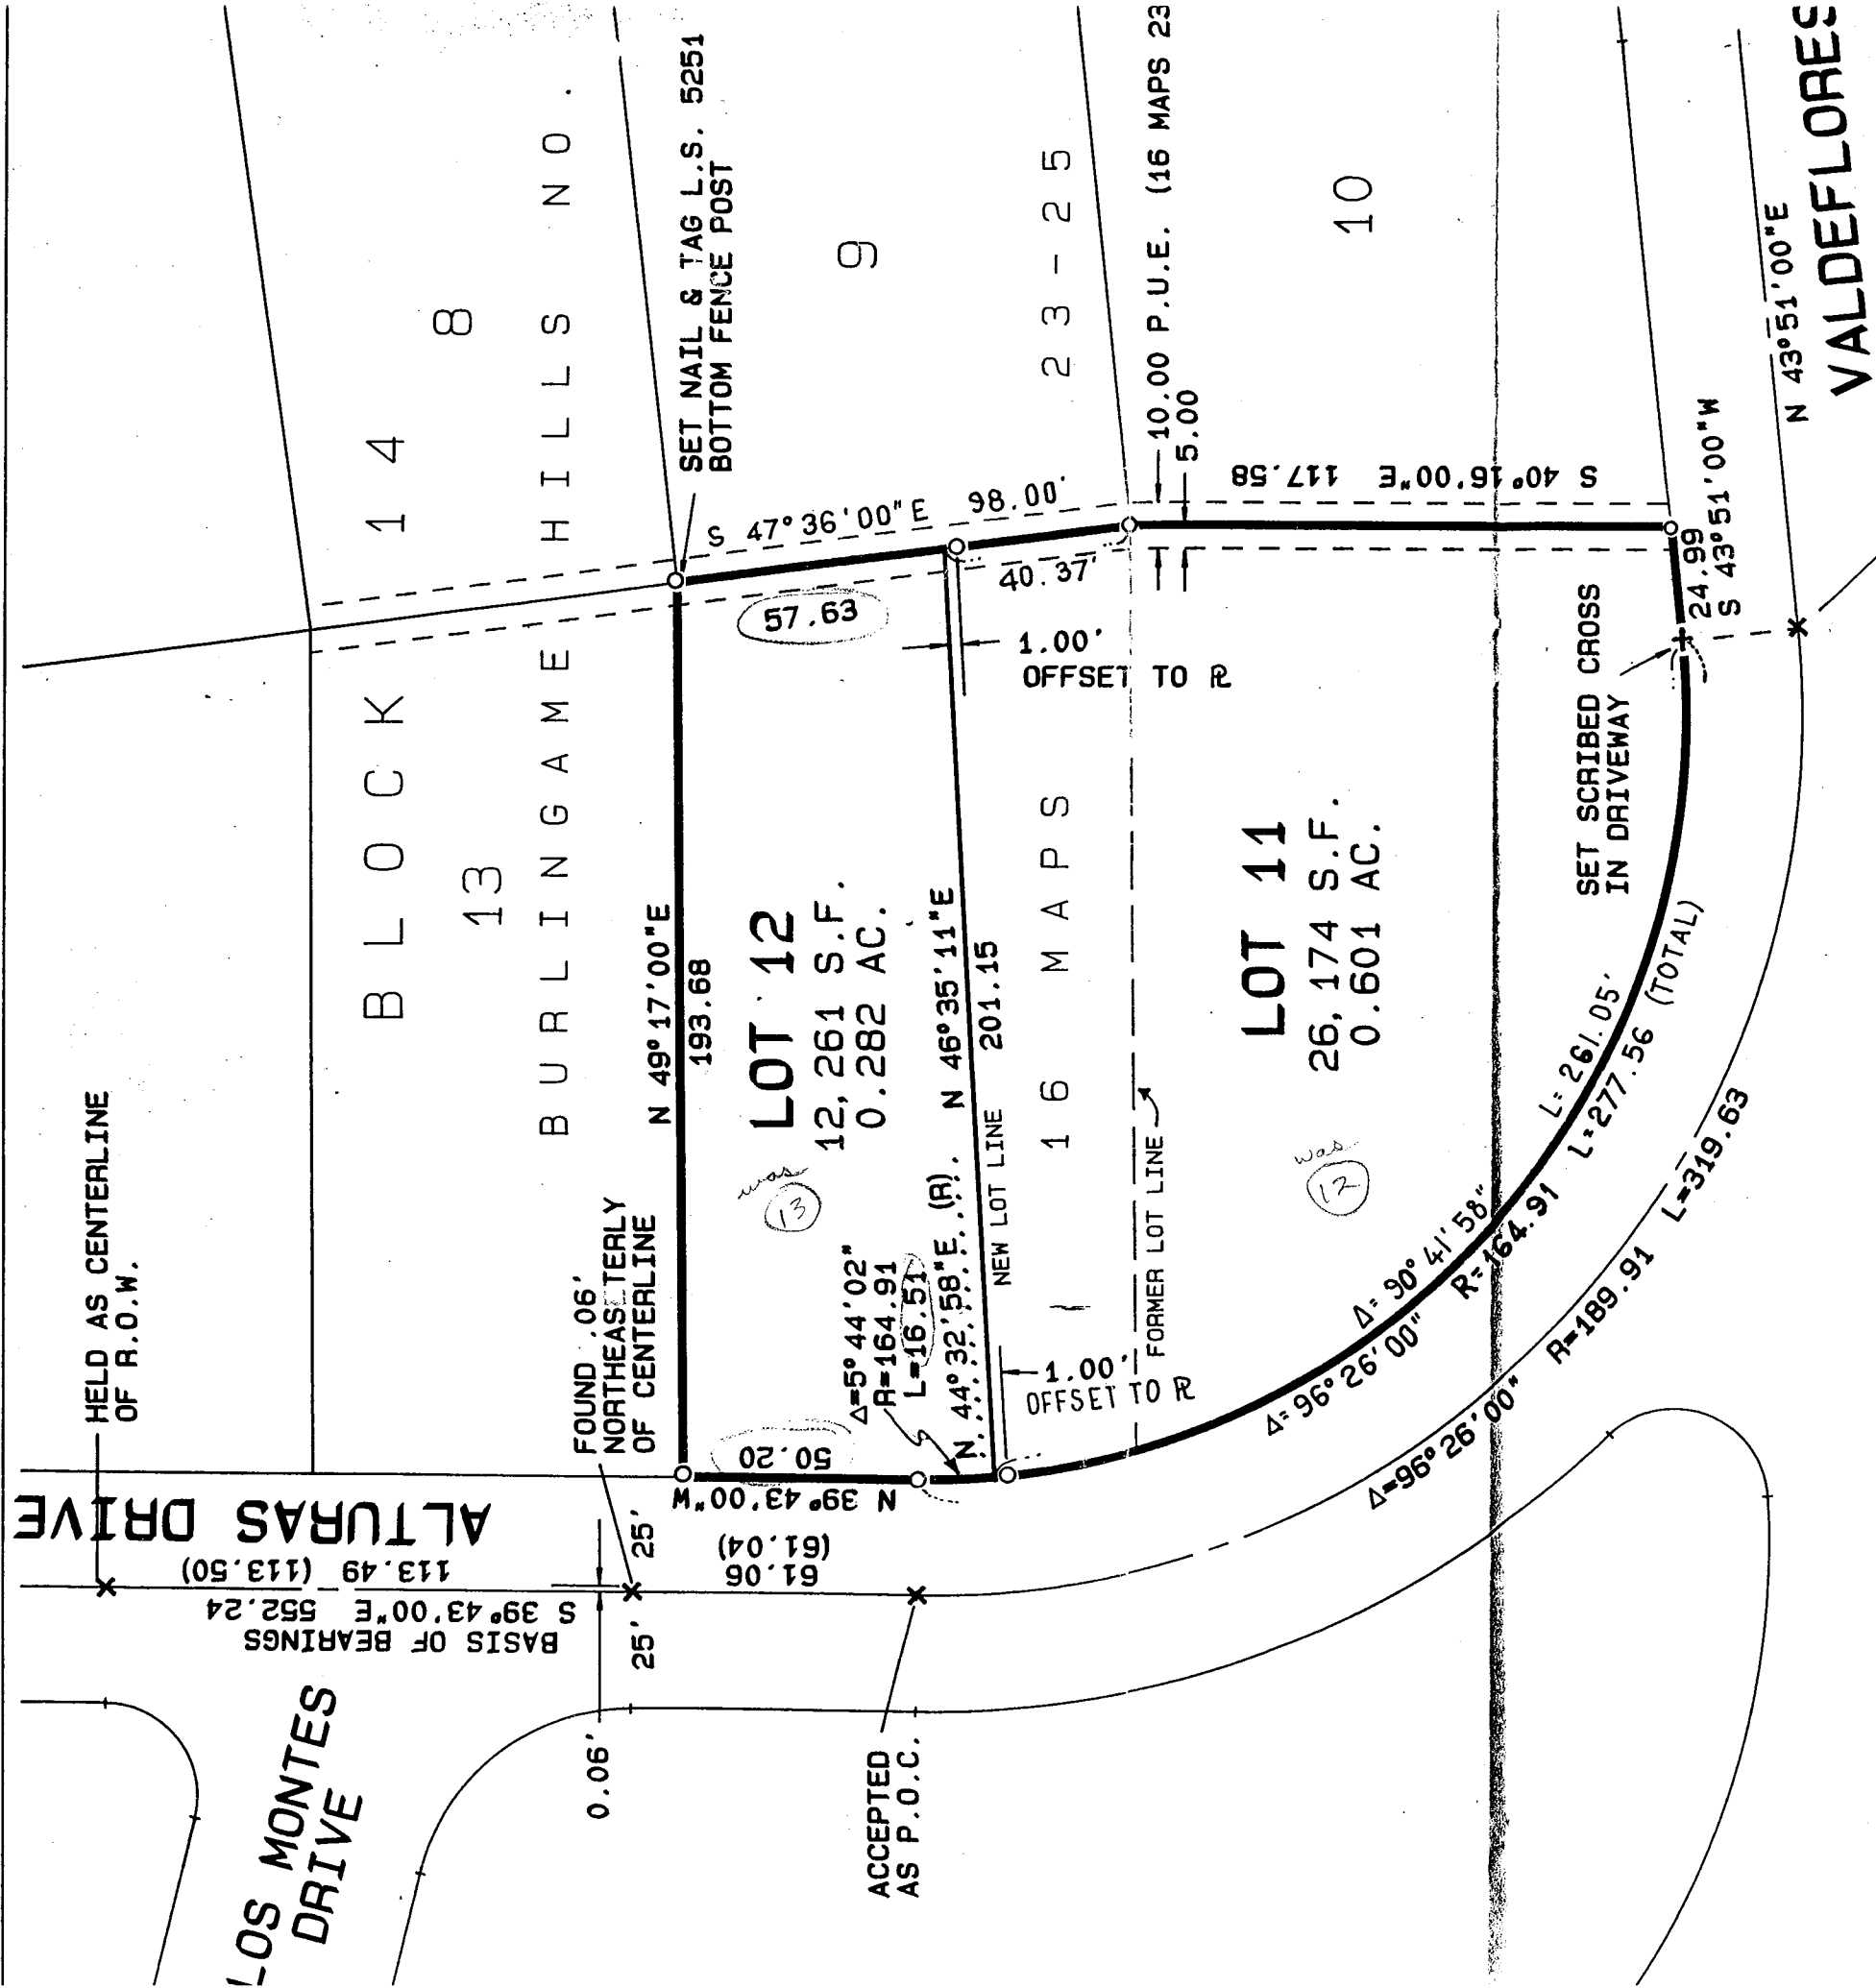 HELD AS CENTERLINE
OF R.O.W.
ALTURAS DRIVE
113.49 (113.50)
S 39°43'00"E 552.24
BASIS OF BEARINGS
LOS MONTES
DRIVE
BLOCK 14
8
13
BURLINGAME HILLS NO.
SET NAIL & TAG L.S. 5251
BOTTOM FENCE POST
9
16 MAPS 23-25
10
FOUND .06'
NORTHEASTERLY
OF CENTERLINE
0.06'
25'
25'
61.06
(61.04)
ACCEPTED
AS P.O.C.
N 49°17'00"E
193.68
S 47°36'00"E 98.00'
57.63
40.37'
LOT 12
12,261 S.F.
0.282 AC.
was
13
N 39°43'00"W
50.20
Δ=5°44'02"
R=164.91
L=16.51
N 44°32'58"E (R)
N 46°35'11"E
NEW LOT LINE 201.15
1.00'
OFFSET TO PL
1.00'
OFFSET TO PL
FORMER LOT LINE
10.00 P.U.E. (16 MAPS 23
5.00
S 40°16'00"E 117.58
LOT 11
26,174 S.F.
0.601 AC.
was
12
SET SCRIBED CROSS
IN DRIVEWAY
24.99
S 43°51'00"W
Δ= 90°41'58"
L= 261.05'
Δ= 96°26'00"
R=164.91
L=277.56 (TOTAL)
Δ=96°26'00"
R=189.91
L=319.63
N 43°51'00"E
VALDEFLORES